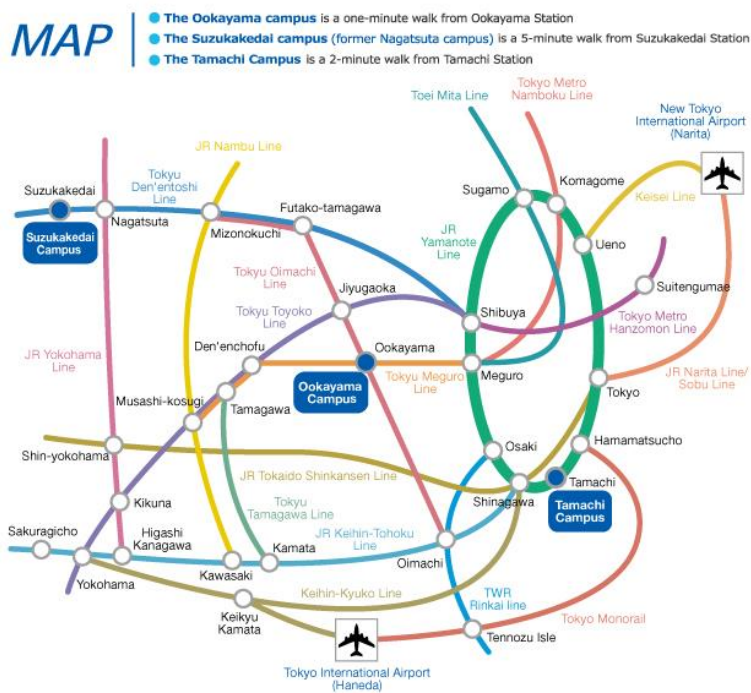 MAP
The Ookayama campus is a one-minute walk from Ookayama Station
The Suzukakedai campus (former Nagatsuta campus) is a 5-minute walk from Suzukakedai Station
The Tamachi Campus is a 2-minute walk from Tamachi Station
Toei Mita Line
Tokyo Metro
Namboku Line
New Tokyo
International Airport
(Narita)
JR Nambu Line
Suzukakedai
Tokyu
Den'entoshi
Line
Sugamo
Komagome
Keisei Line
Nagatsuta
Mizonokuchi
Futako-tamagawa
Suzukakedai
Campus
JR
Yamanote
Line
Ueno
Tokyu Oimachi
Line
Jiyugaoka
Suitengumae
Tokyu Toyoko
Line
Shibuya
Tokyo Metro
Hanzomon Line
JR Yokohama
Line
Den'enchofu
Ookayama
Ookayama
Campus
Tokyu Meguro
Line
Meguro
JR Narita Line/
Sobu Line
Tokyo
Musashi-kosugi
Tamagawa
Shin-yokohama
Osaki
Hamamatsucho
JR Tokaido Shinkansen Line
Shinagawa
Tamachi
Tamachi
Campus
Kikuna
Tokyu
Tamagawa Line
Sakuragicho
Higashi
Kanagawa
Kamata
JR Keihin-Tohoku
Line
Oimachi
Yokohama
Kawasaki
Keihin-Kyuko Line
TWR
Rinkai line
Keikyu
Kamata
Tokyo Monorail
Tennozu Isle
Tokyo International Airport
(Haneda)